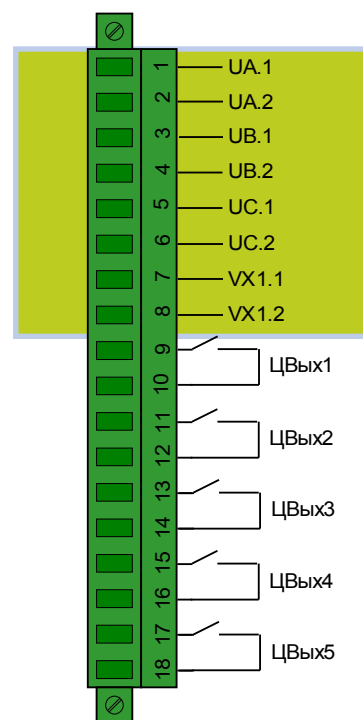 1 UA.1
2 UA.2
3 UB.1
4 UB.2
5 UC.1
6 UC.2
7 VX1.1
8 VX1.2
9
ЦВых1
10
11
ЦВых2
12
13
ЦВых3
14
15
ЦВых4
16
17
ЦВых5
18